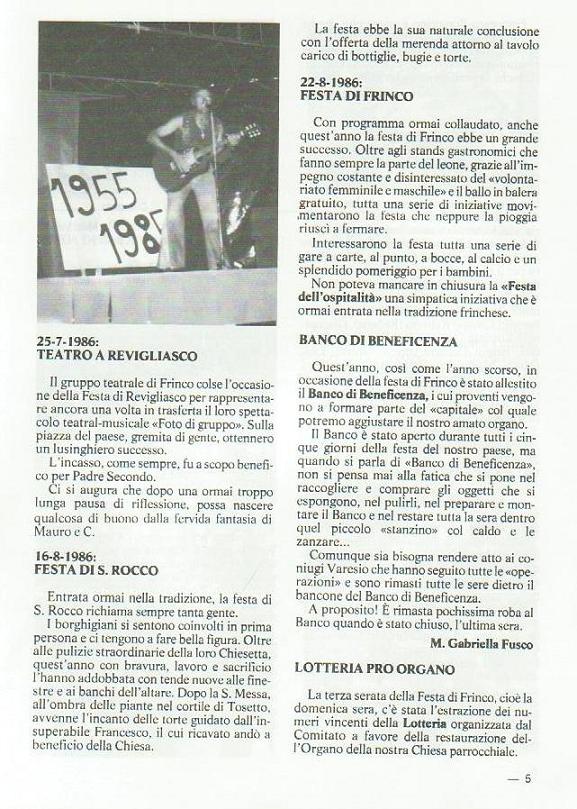 1955
198
25-7-1986:
TEATRO A REVIGLIASCO
Il gruppo teatrale di Frinco colse l'occasio-
ne della Festa di Revigliasco per rappresenta-
re ancora una volta in trasferta il loro spetta-
colo teatral-musicale «Foto di gruppo». Sulla
piazza del paese, gremita di gente, ottennero
un lusinghiero successo.
L'incasso, come sempre, fu a scopo benefi-
co per Padre Secondo.
Ci si augura che dopo una ormai troppo
lunga pausa di riflessione, possa nascere
qualcosa di buono dalla fervida fantasia di
Mauro e C.
16-8-1986:
FESTA DI S. ROCCO
Entrata ormai nella tradizione, la festa di
S. Rocco richiama sempre tanta gente.
I borghigiani si sentono coinvolti in prima
persona e ci tengono a fare bella figura. Oltre
alle pulizie straordinarie della loro Chiesetta,
quest'anno con bravura, lavoro e sacrificio
l'hanno addobbata con tende nuove alle fine-
stre e ai banchi dell'altare. Dopo la S. Messa,
all'ombra delle piante nel cortile di Tosetto,
avvenne l'incanto delle torte guidato dall'in-
superabile Francesco, il cui ricavato andò a
beneficio della Chiesa.
La festa ebbe la sua naturale conclusione
con l'offerta della merenda attorno al tavolo
carico di bottiglie, bugie e torte.
22-8-1986:
FESTA DI FRINCO
Con programma ormai collaudato, anche
quest'anno la festa di Frinco ebbe un grande
successo. Oltre agli stands gastronomici che
fanno sempre la parte del leone, grazie all'im-
pegno costante e disinteressato del «volonta-
riato femminile e maschile» e il ballo in balera
gratuito, tutta una serie di iniziative movi-
mentarono la festa che neppure la pioggia
riuscì a fermare.
Interessarono la festa tutta una serie di
gare a carte, al punto, a bocce, al calcio e un
splendido pomeriggio per i bambini.
Non poteva mancare in chiusura la «Festa
dell'ospitalità» una simpatica iniziativa che è
ormai entrata nella tradizione frinchese.
BANCO DI BENEFICENZA
Quest'anno, così come l'anno scorso, in
occasione della festa di Frinco è stato allestito
il Banco di Beneficenza, i cui proventi vengo-
no a formare parte del «capitale» col quale
potremo aggiustare il nostro amato organo.
Il Banco è stato aperto durante tutti i cin-
que giorni della festa del nostro paese, ma
quando si parla di «Banco di Beneficenza»,
non si pensa mai alla fatica che si pone nel
raccogliere e comprare gli oggetti che si
espongono, nel pulirli, nel preparare e mon-
tare il Banco e nel restare tutta la sera dentro
quel piccolo «stanzino» col caldo e le
zanzare...
Comunque sia bisogna rendere atto ai co-
niugi Varesio che hanno seguito tutte le «ope-
razioni» e sono rimasti tutte le sere dietro il
bancone del Banco di Beneficenza.
A proposito! È rimasta pochissima roba al
Banco quando è stato chiuso, l'ultima sera.
M. Gabriella Fusco
LOTTERIA PRO ORGANO
La terza serata della Festa di Frinco, cioè la
domenica sera, c'è stata l'estrazione dei nu-
meri vincenti della Lotteria organizzata dal
Comitato a favore della restaurazione del-
l'Organo della nostra Chiesa parrocchiale.
— 5